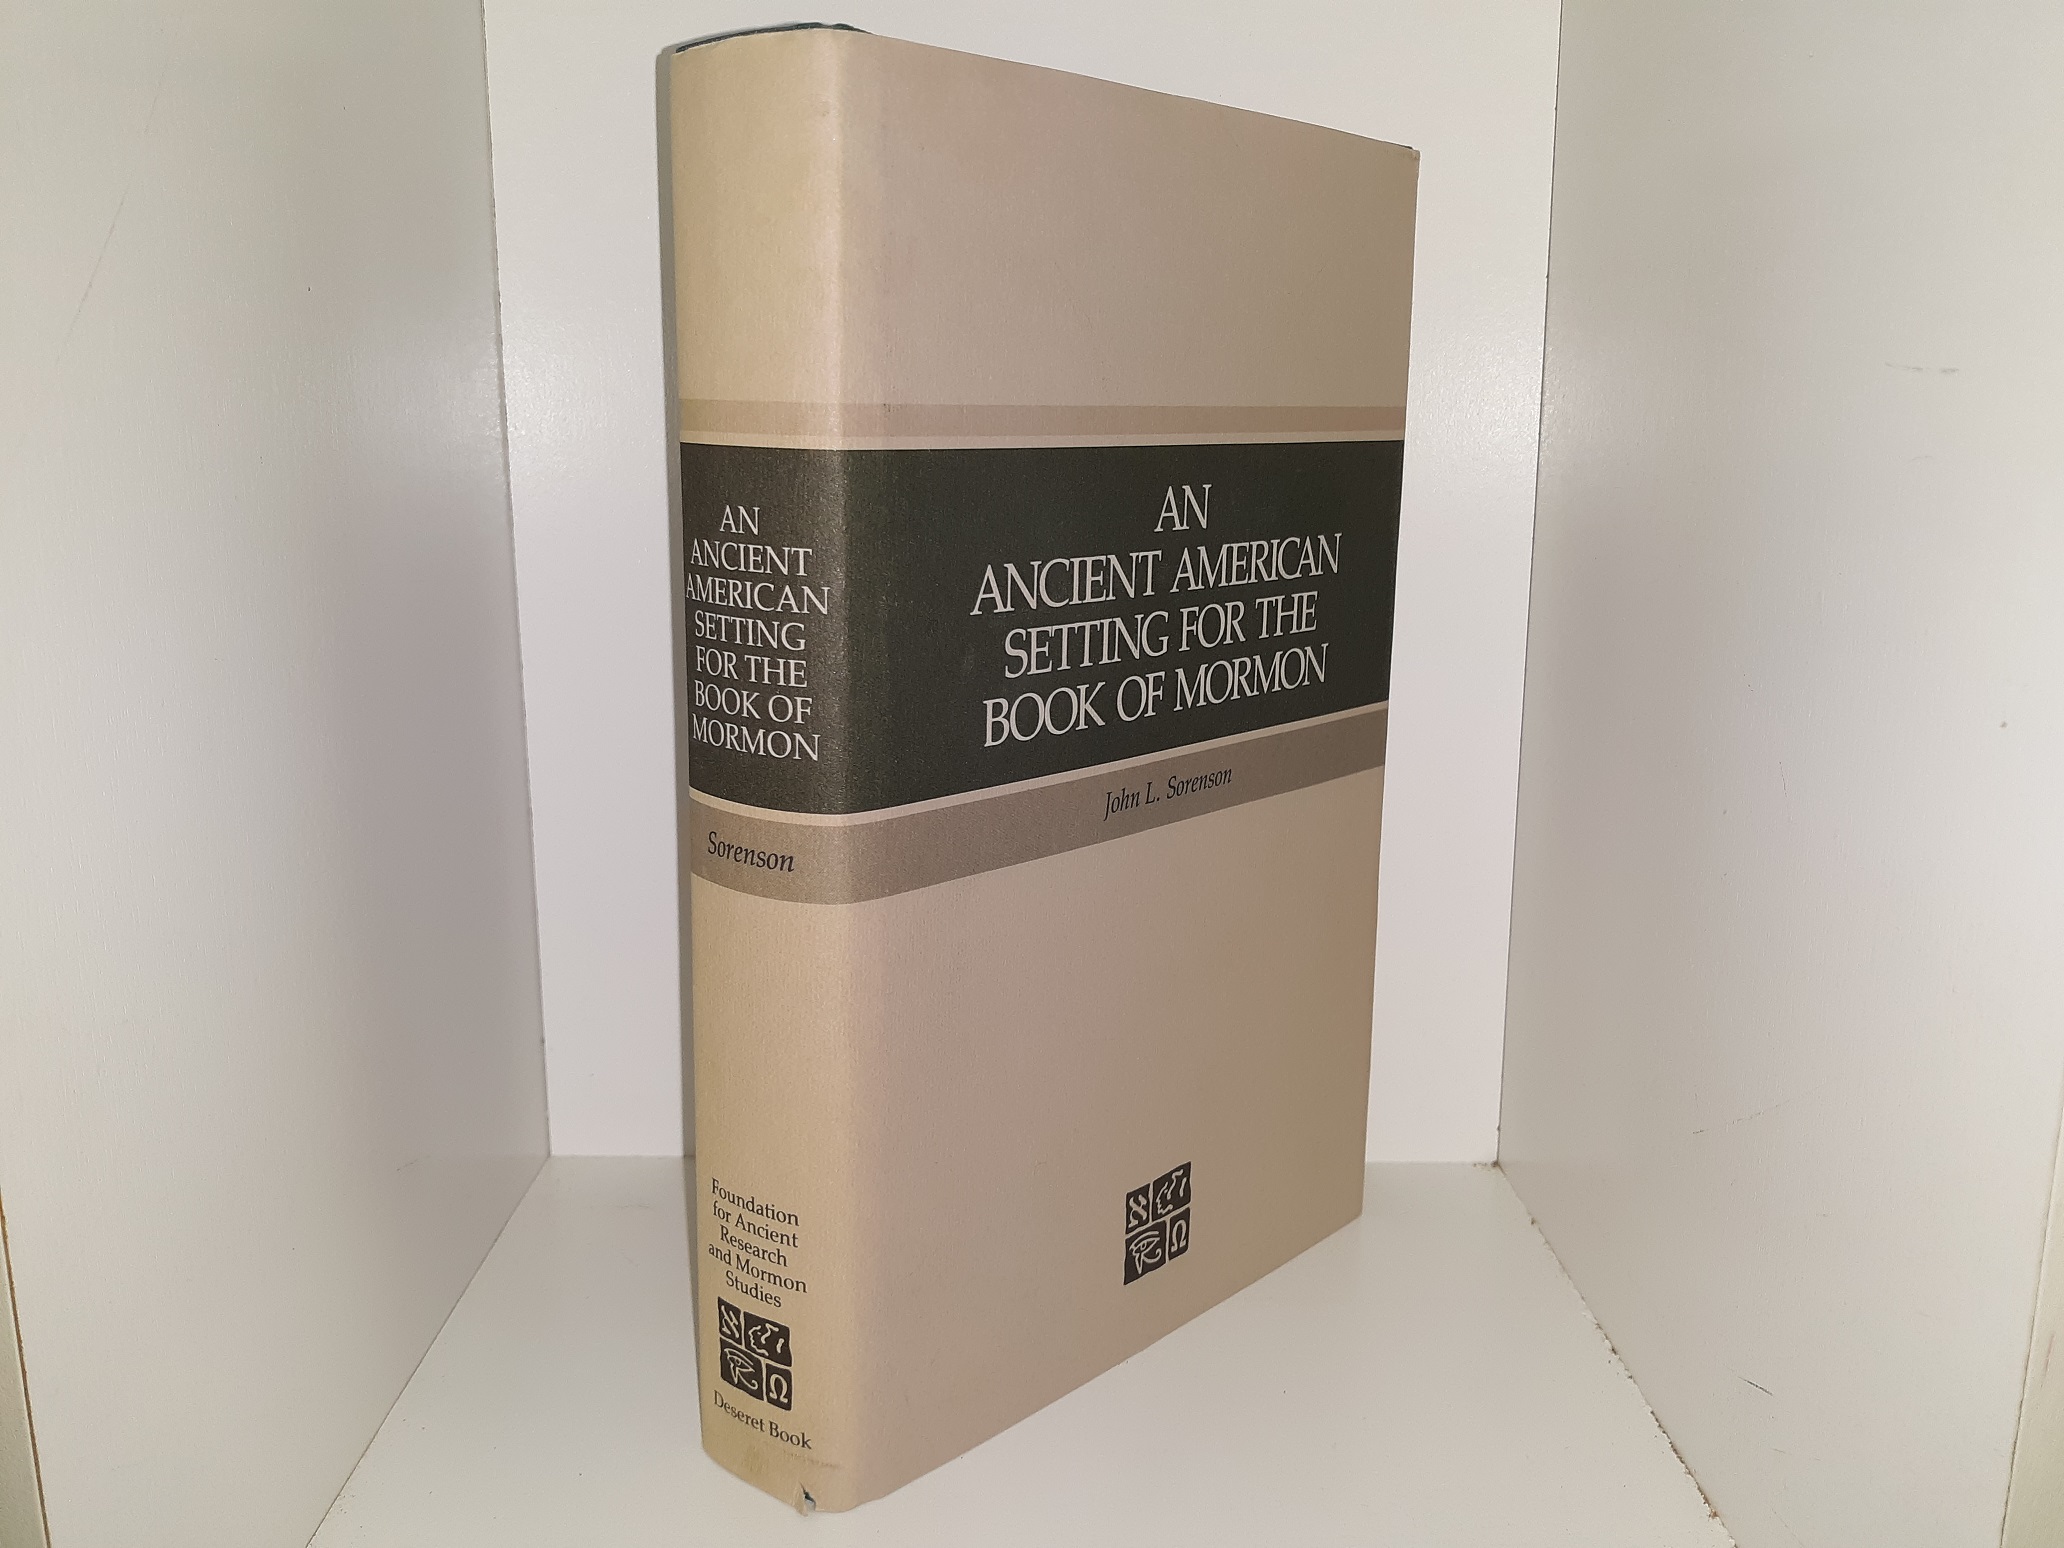 AN
ANCIENT
AMERICAN
SETTING
FOR THE
BOOK OF
MORMON
Sorenson
Foundation
for Ancient
Research
and Mormon
Studies
א
Ω
Deseret Book
AN
ANCIENT AMERICAN
SETTING FOR THE
BOOK OF MORMON
John L. Sorenson
א
Ω